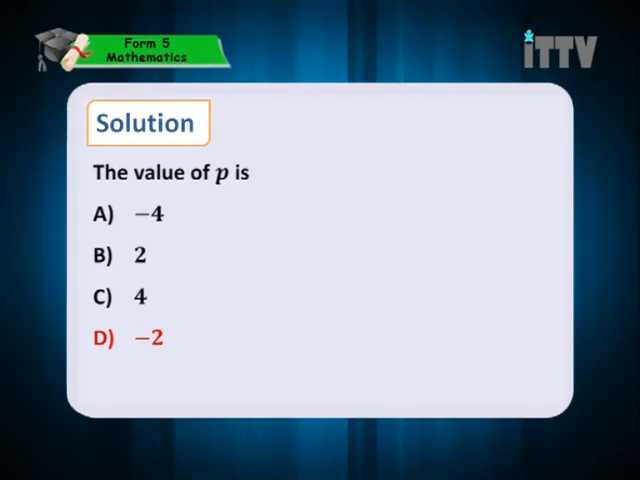 Form 5
Mathematics
iTTV
Solution
The value of p is
A) −4
B) 2
C) 4
D) −2